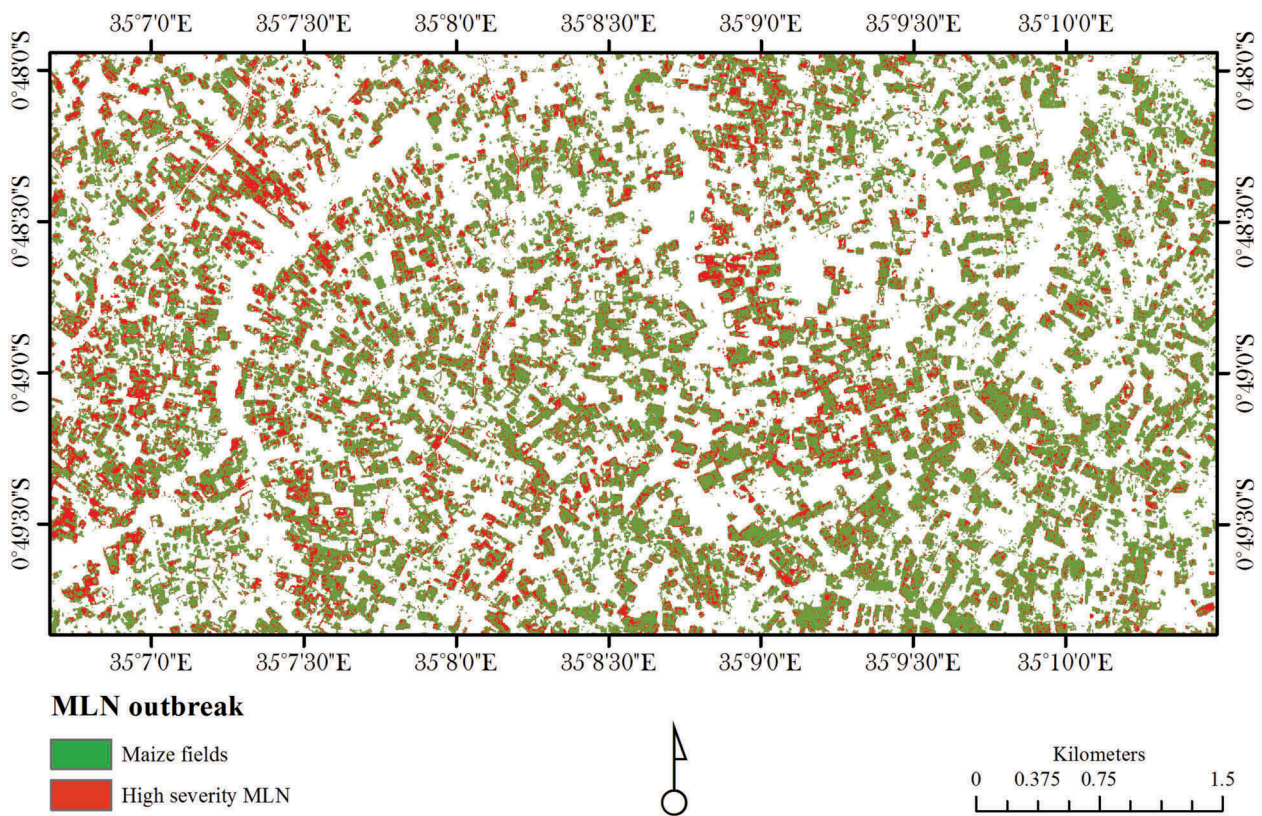 35°7'0"E 35°7'30"E 35°8'0"E 35°8'30"E 35°9'0"E 35°9'30"E 35°10'0"E
0°48'0"S 0°48'0"S
0°48'30"S 0°48'30"S
0°49'0"S 0°49'0"S
0°49'30"S 0°49'30"S
35°7'0"E 35°7'30"E 35°8'0"E 35°8'30"E 35°9'0"E 35°9'30"E 35°10'0"E
MLN outbreak
Maize fields
High severity MLN
Kilometers
0 0.375 0.75 1.5